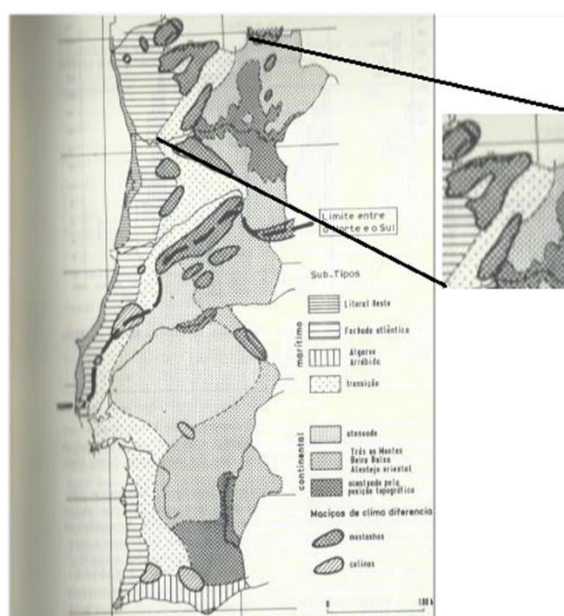 Limite entre
o Norte e o Sul
Sub-Tipos
marítimo
Litoral Oeste
Fachada atlântica
Algarve
Arrábida
transição
continental
atenuado
Trás os Montes
Beira Baixa
Alentejo oriental
acentuado pela
posição topográfica
Maciços de clima diferencia
montanhas
colinas
0
100 k